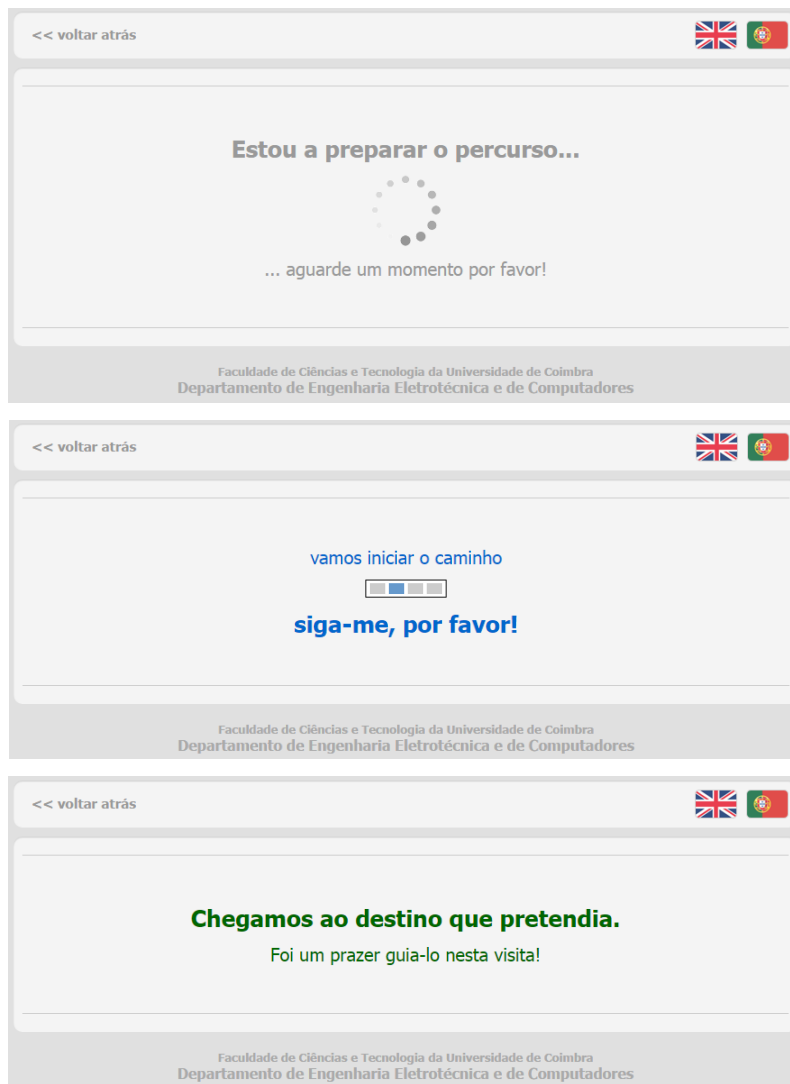 << voltar atrás
Estou a preparar o percurso...
... aguarde um momento por favor!
Faculdade de Ciências e Tecnologia da Universidade de Coimbra
Departamento de Engenharia Eletrotécnica e de Computadores
<< voltar atrás
vamos iniciar o caminho
siga-me, por favor!
Faculdade de Ciências e Tecnologia da Universidade de Coimbra
Departamento de Engenharia Eletrotécnica e de Computadores
<< voltar atrás
Chegamos ao destino que pretendia.
Foi um prazer guia-lo nesta visita!
Faculdade de Ciências e Tecnologia da Universidade de Coimbra
Departamento de Engenharia Eletrotécnica e de Computadores